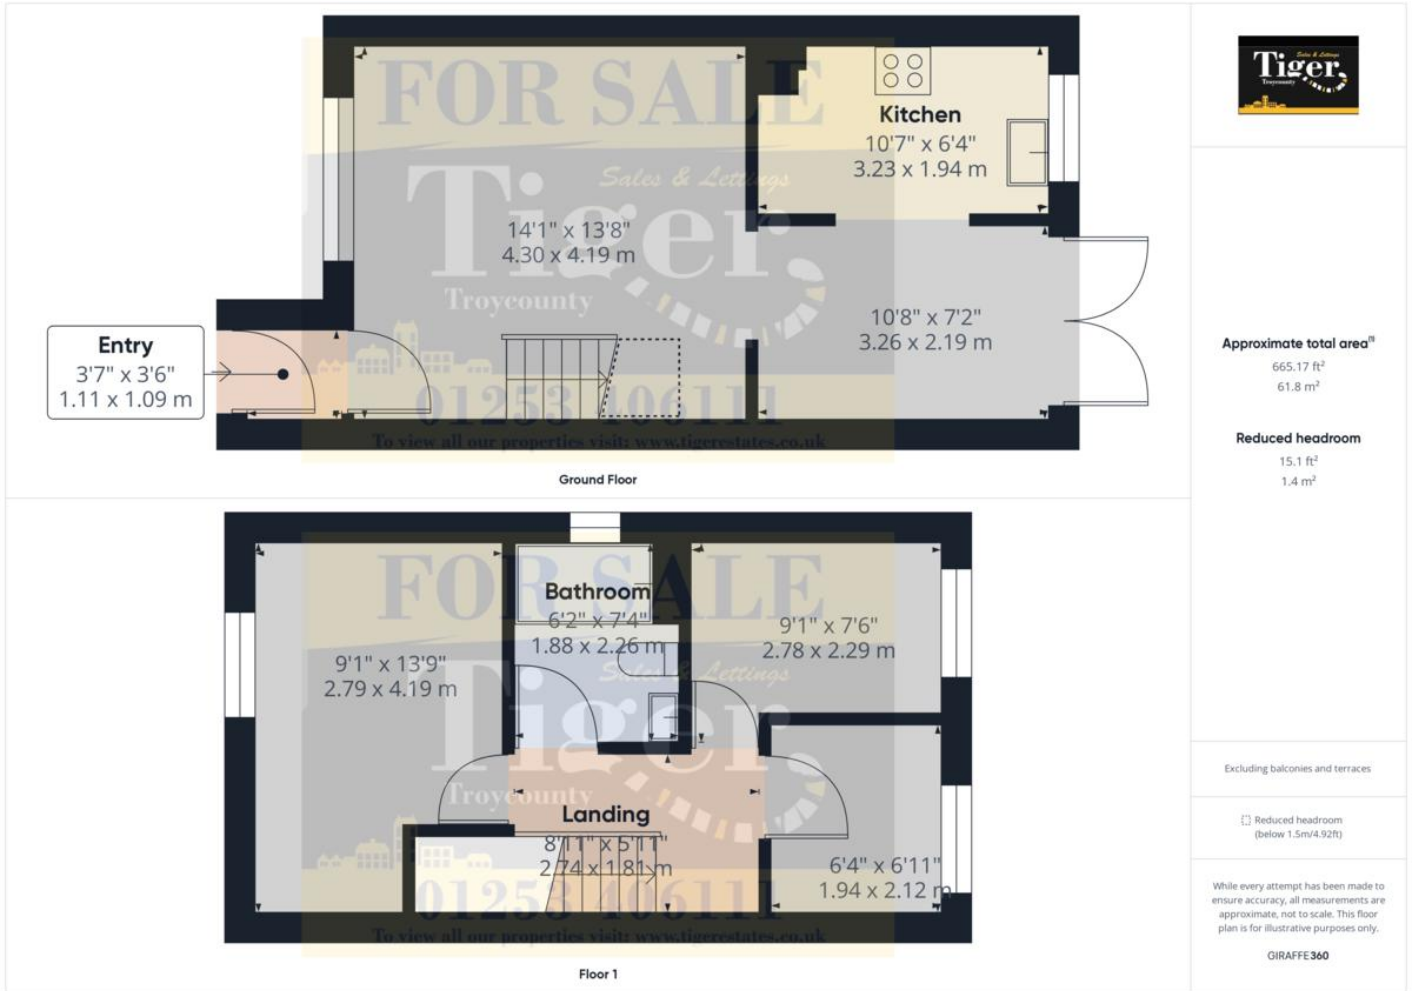 FOR SALE
Sales & Lettings
Tiger
Troycounty
01253 406111
To view all our properties visit: www.tigerestates.co.uk
Kitchen
10'7" x 6'4"
3.23 x 1.94 m
14'1" x 13'8"
4.30 x 4.19 m
10'8" x 7'2"
3.26 x 2.19 m
Entry
3'7" x 3'6"
1.11 x 1.09 m
Ground Floor
FOR SALE
Sales & Lettings
Tiger
Troycounty
01253 406111
To view all our properties visit: www.tigerestates.co.uk
Bathroom
6'2" x 7'4"
1.88 x 2.26 m
9'1" x 7'6"
2.78 x 2.29 m
9'1" x 13'9"
2.79 x 4.19 m
Landing
8'11" x 5'11"
2.74 x 1.81 m
6'4" x 6'11"
1.94 x 2.12 m
Floor 1
Sales & Lettings
Tiger
Troycounty
Approximate total area⁽¹⁾
665.17 ft²
61.8 m²
Reduced headroom
15.1 ft²
1.4 m²
Excluding balconies and terraces
Reduced headroom
(below 1.5m/4.92ft)
While every attempt has been made to
ensure accuracy, all measurements are
approximate, not to scale. This floor
plan is for illustrative purposes only.
GIRAFFE360